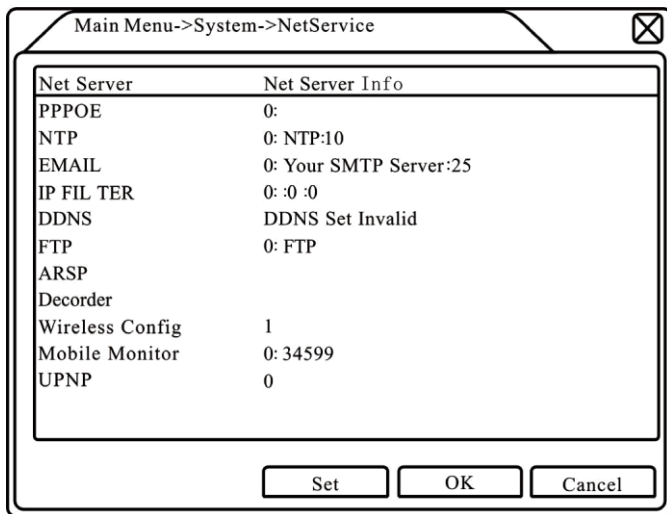 Main Menu->System->NetService
Net Server Net Server Info
PPPOE 0:
NTP 0: NTP:10
EMAIL 0: Your SMTP Server:25
IP FIL TER 0: :0 :0
DDNS DDNS Set Invalid
FTP 0: FTP
ARSP
Decorder
Wireless Config 1
Mobile Monitor 0: 34599
UPNP 0
Set OK Cancel